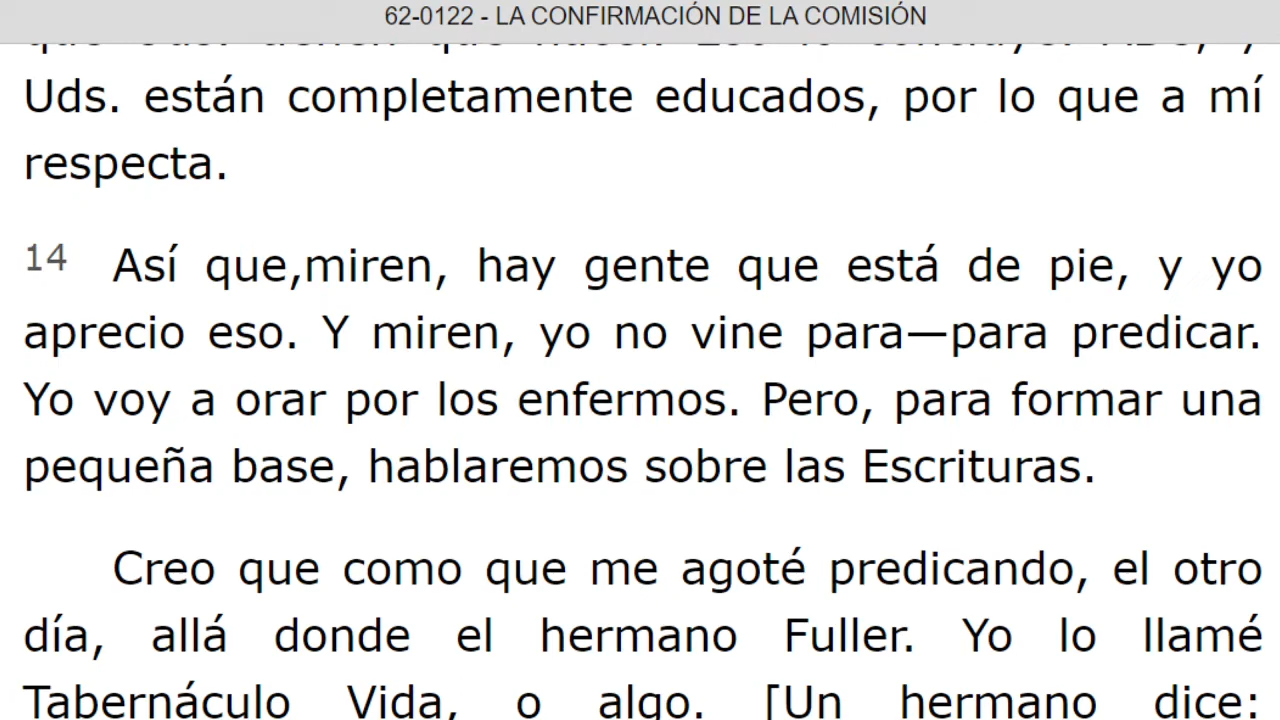 62-0122 - LA CONFIRMACIÓN DE LA COMISIÓN
Uds. están completamente educados, por lo que a mí
respecta.
14 Así que,miren, hay gente que está de pie, y yo
aprecio eso. Y miren, yo no vine para—para predicar.
Yo voy a orar por los enfermos. Pero, para formar una
pequeña base, hablaremos sobre las Escrituras.
Creo que como que me agoté predicando, el otro
día, allá donde el hermano Fuller. Yo lo llamé
Tabernáculo Vida, o algo. [Un hermano dice: